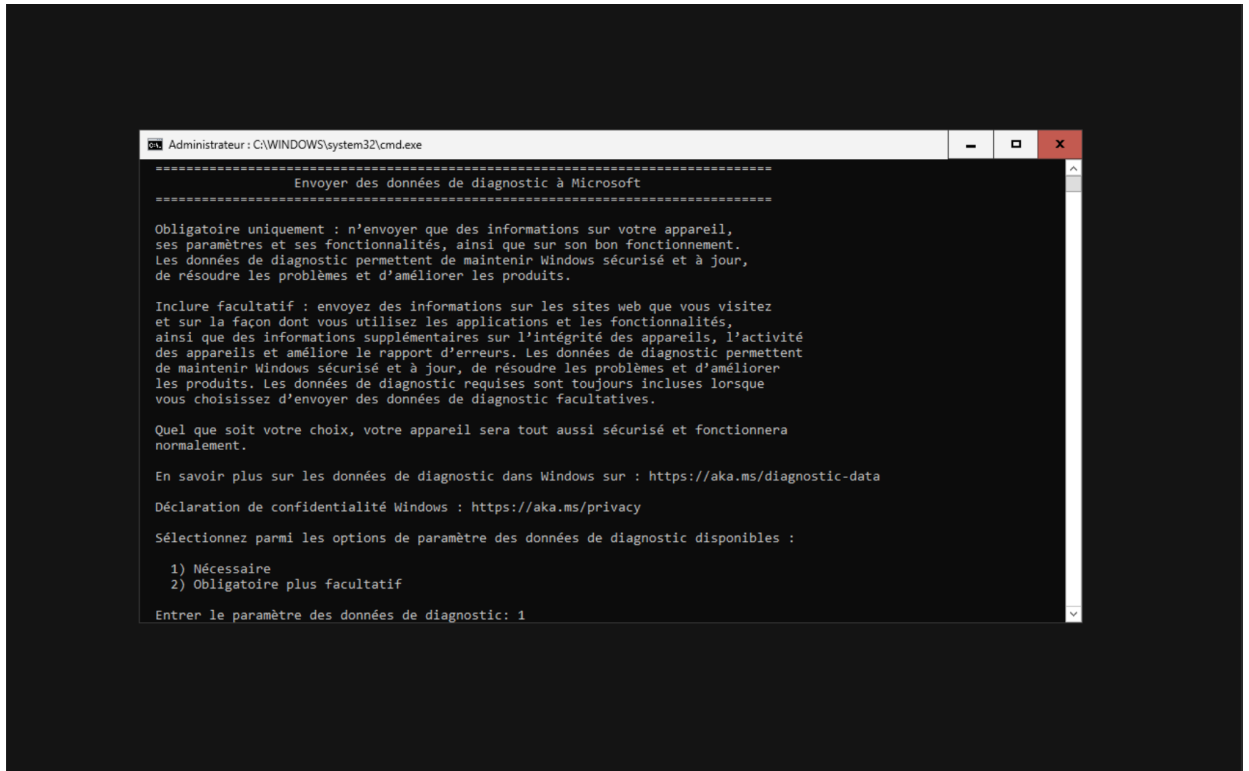 Administrateur : C:\WINDOWS\system32\cmd.exe
================================================================================
Envoyer des données de diagnostic à Microsoft
================================================================================
Obligatoire uniquement : n’envoyer que des informations sur votre appareil,
ses paramètres et ses fonctionnalités, ainsi que sur son bon fonctionnement.
Les données de diagnostic permettent de maintenir Windows sécurisé et à jour,
de résoudre les problèmes et d’améliorer les produits.
Inclure facultatif : envoyez des informations sur les sites web que vous visitez
et sur la façon dont vous utilisez les applications et les fonctionnalités,
ainsi que des informations supplémentaires sur l’intégrité des appareils, l’activité
des appareils et améliore le rapport d’erreurs. Les données de diagnostic permettent
de maintenir Windows sécurisé et à jour, de résoudre les problèmes et d’améliorer
les produits. Les données de diagnostic requises sont toujours incluses lorsque
vous choisissez d’envoyer des données de diagnostic facultatives.
Quel que soit votre choix, votre appareil sera tout aussi sécurisé et fonctionnera
normalement.
En savoir plus sur les données de diagnostic dans Windows sur : https://aka.ms/diagnostic-data
Déclaration de confidentialité Windows : https://aka.ms/privacy
Sélectionnez parmi les options de paramètre des données de diagnostic disponibles :
1) Nécessaire
2) Obligatoire plus facultatif
Entrer le paramètre des données de diagnostic: 1